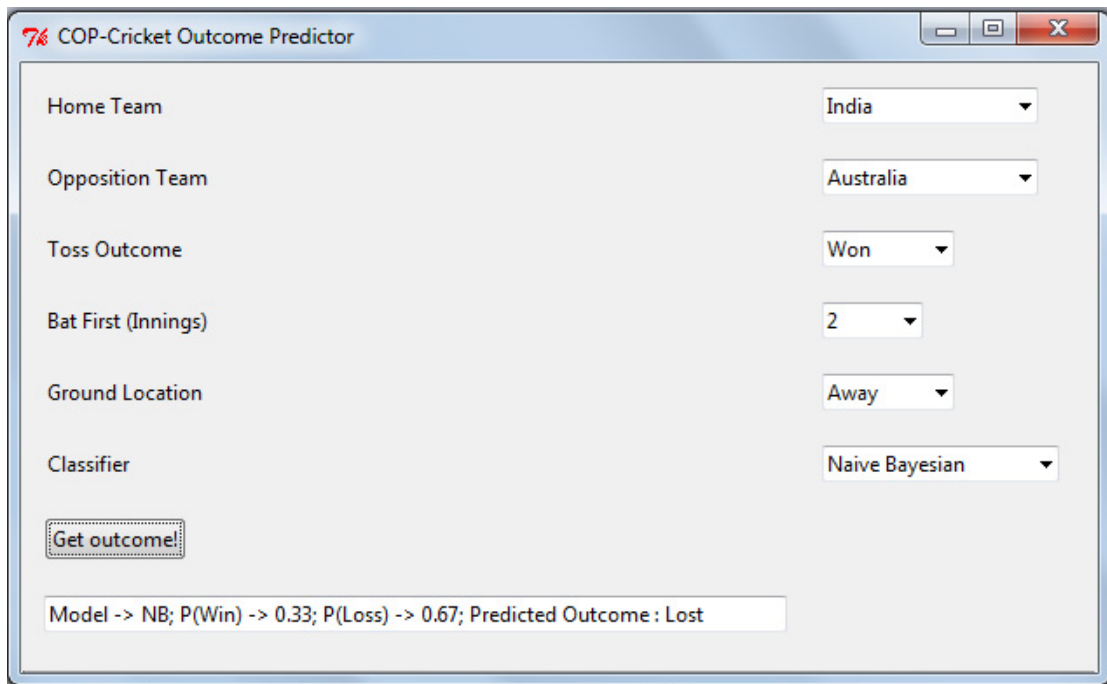 COP-Cricket Outcome Predictor
Home Team India
Opposition Team Australia
Toss Outcome Won
Bat First (Innings) 2
Ground Location Away
Classifier Naive Bayesian
Get outcome!
Model -> NB; P(Win) -> 0.33; P(Loss) -> 0.67; Predicted Outcome : Lost